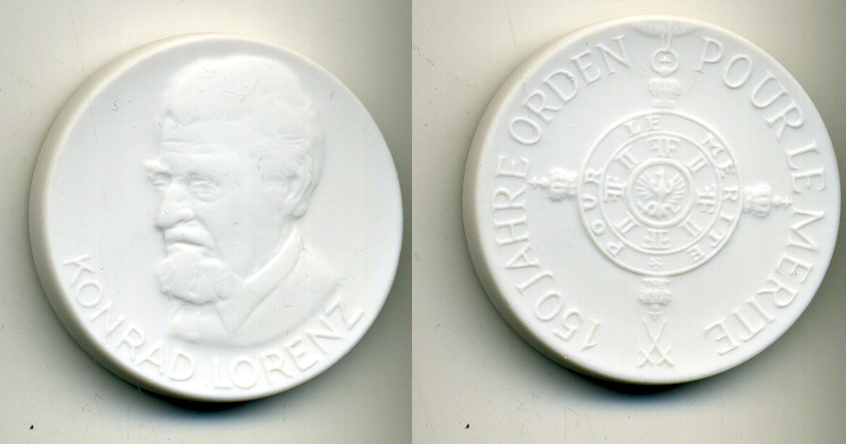 KONRAD LORENZ
150 JAHRE ORDEN POUR LE MERITE
POUR LE MERITE